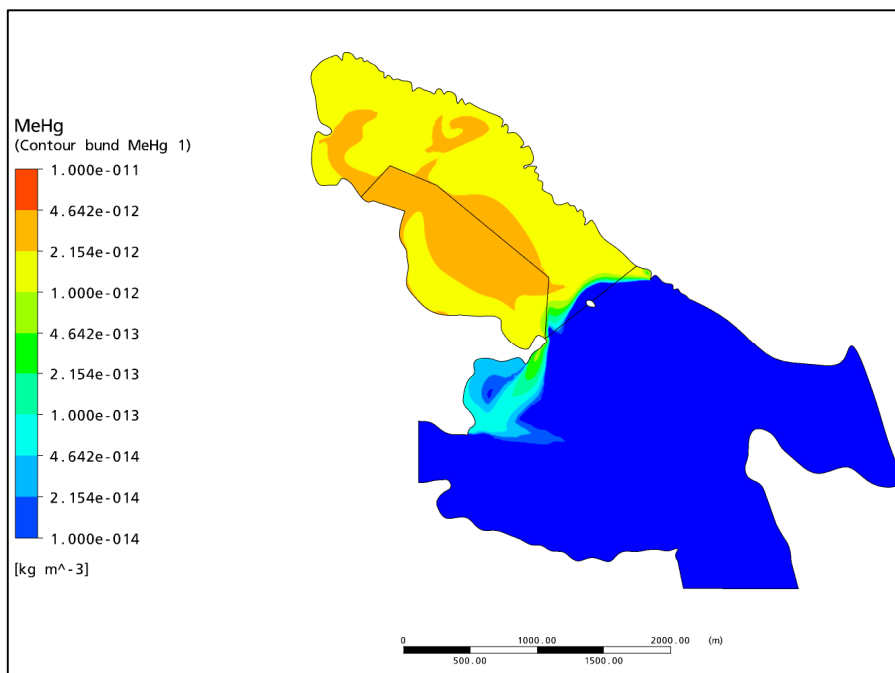 MeHg
(Contour bund MeHg 1)
1.000e-011
4.642e-012
2.154e-012
1.000e-012
4.642e-013
2.154e-013
1.000e-013
4.642e-014
2.154e-014
1.000e-014
[kg m^-3]
0 1000.00 2000.00 (m)
500.00 1500.00